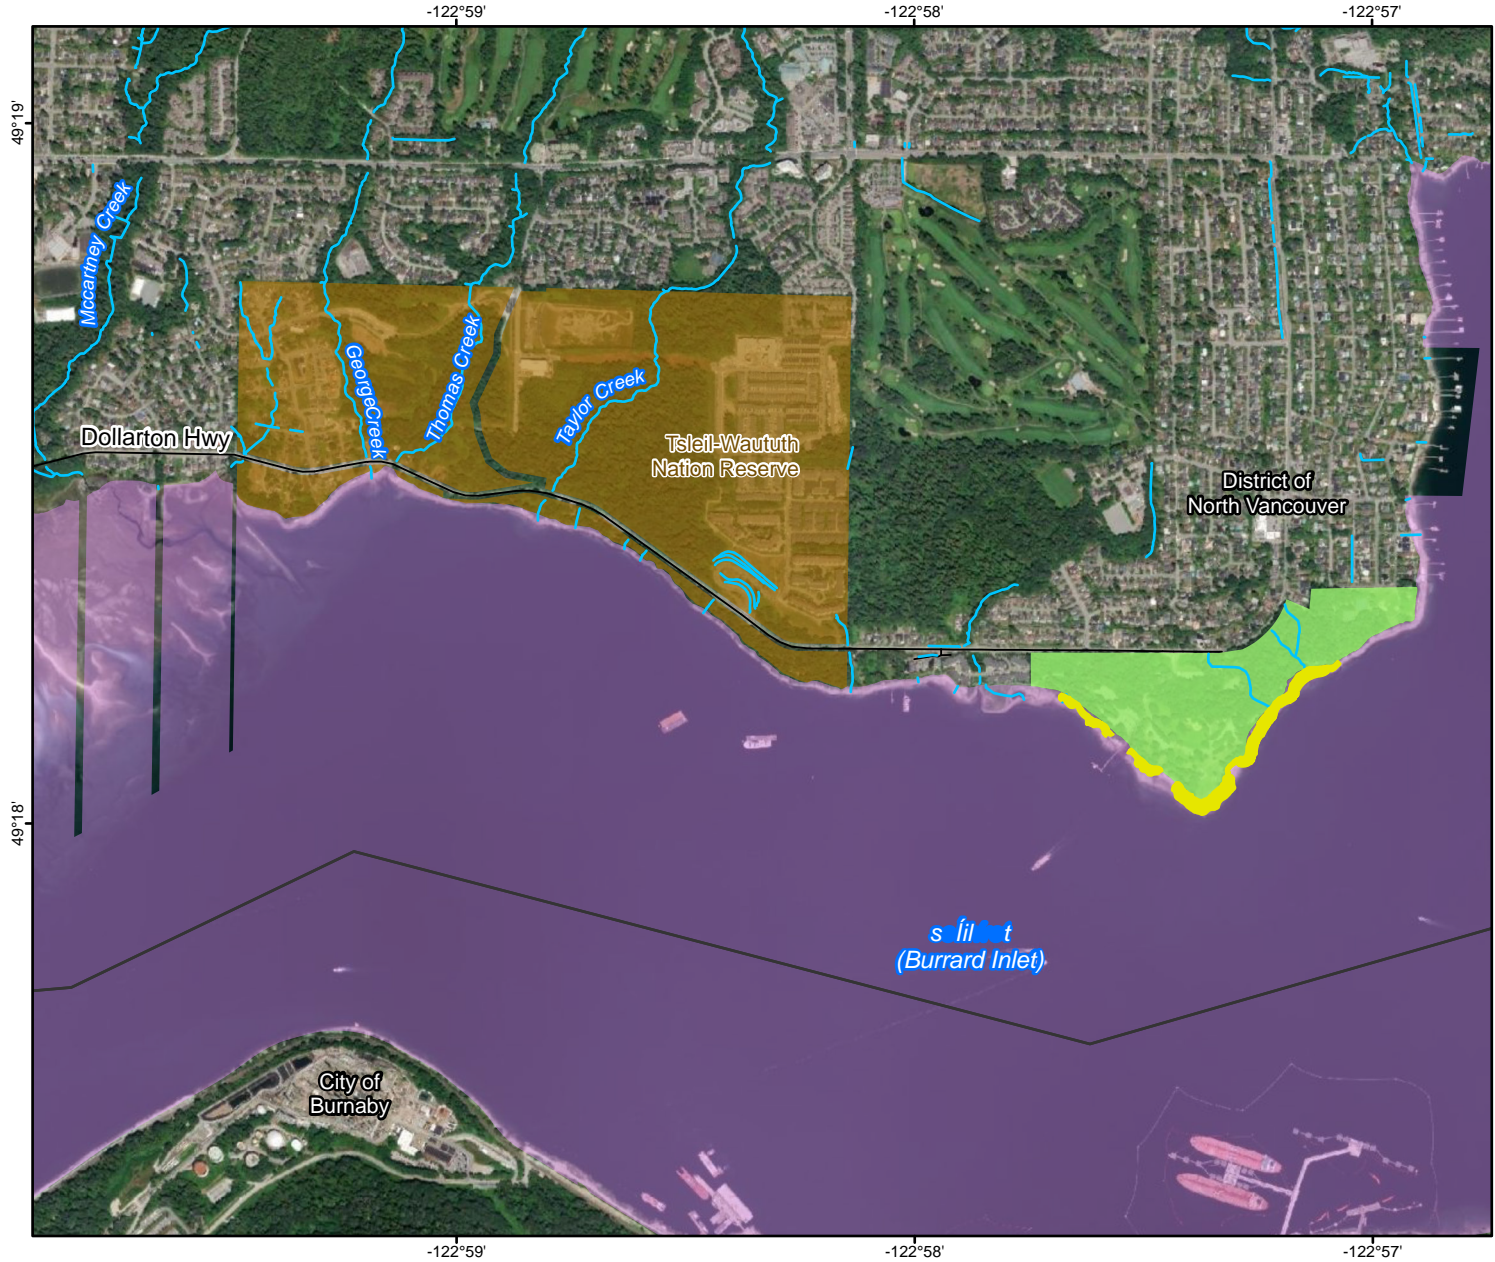 -122°59'
-122°58'
-122°57'
49°19'
Mccartney Creek
GeorgeCreek
Thomas Creek
Taylor Creek
Dollarton Hwy
Tsleil-Waututh
Nation Reserve
District of
North Vancouver
49°18'
(Burrard Inlet)
City of
Burnaby
-122°59'
-122°58'
-122°57'